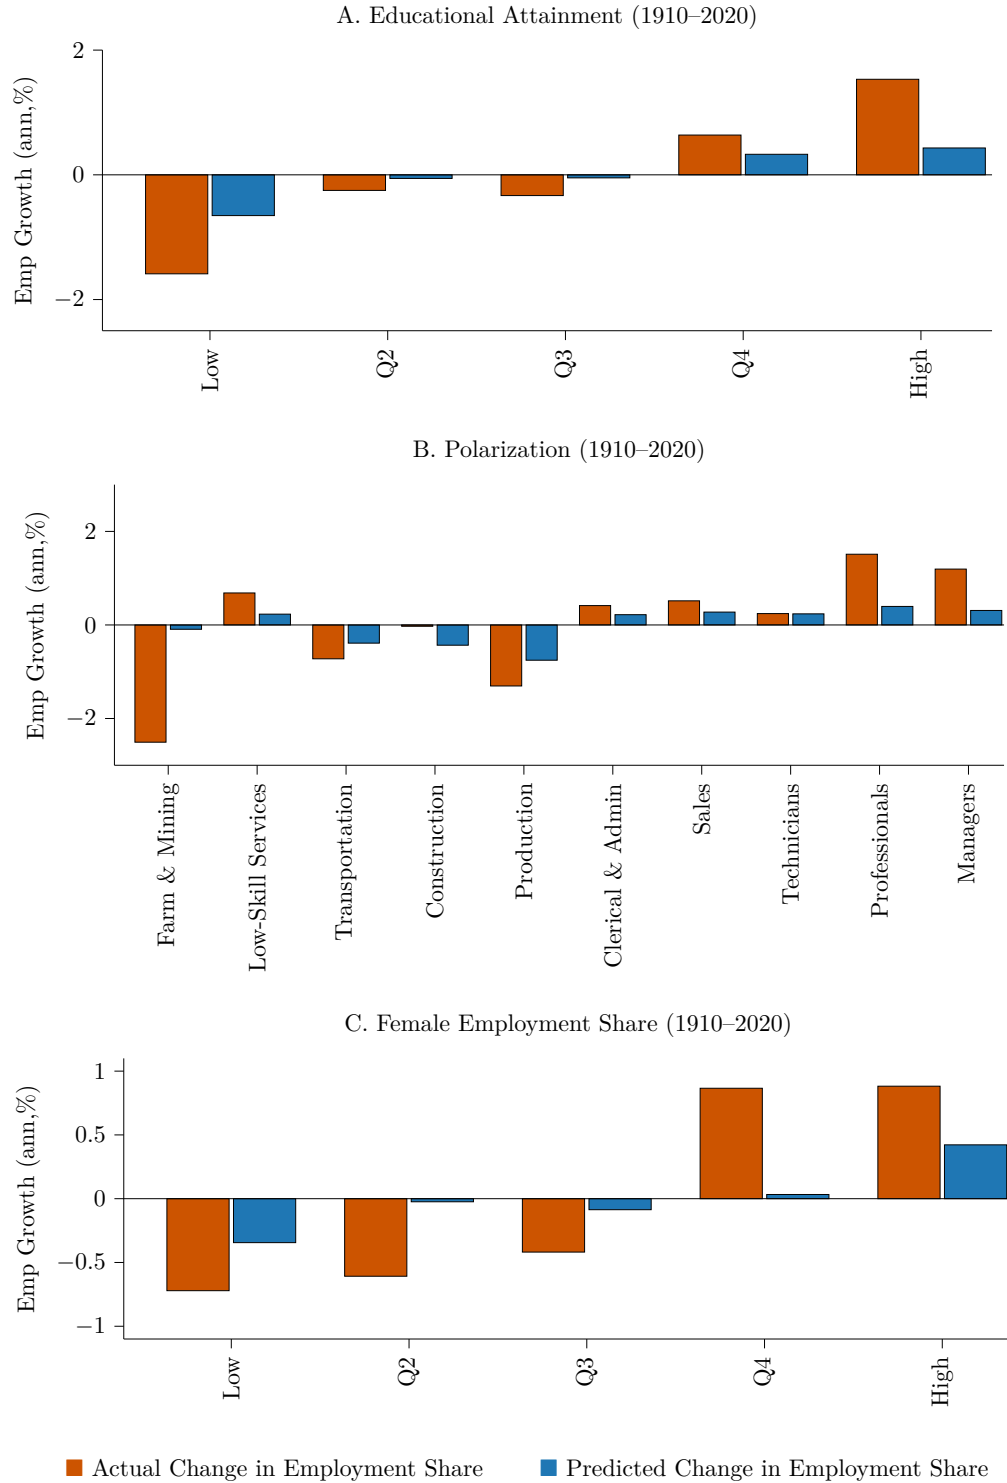 A. Educational Attainment (1910–2020)
Emp Growth (ann,%)
2
0
−2
Low
Q2
Q3
Q4
High
B. Polarization (1910–2020)
Emp Growth (ann,%)
2
0
−2
Farm & Mining
Low-Skill Services
Transportation
Construction
Production
Clerical & Admin
Sales
Technicians
Professionals
Managers
C. Female Employment Share (1910–2020)
Emp Growth (ann,%)
1
0.5
0
−0.5
−1
Low
Q2
Q3
Q4
High
Actual Change in Employment Share
Predicted Change in Employment Share